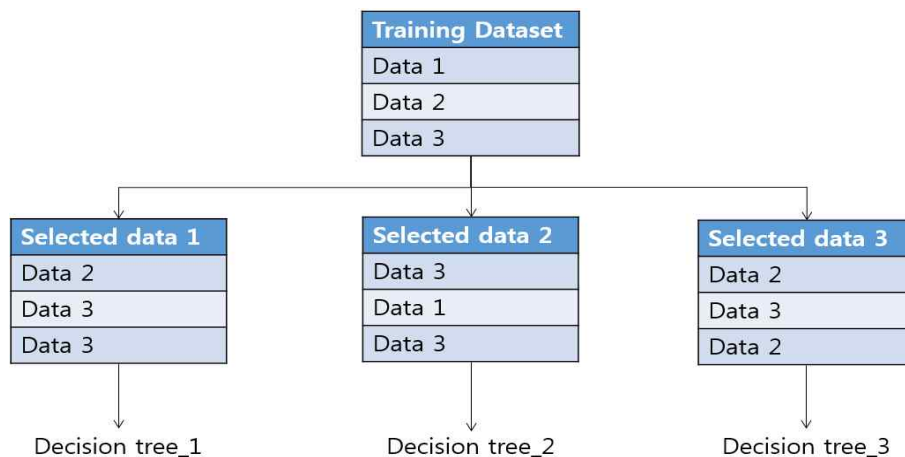 Training Dataset
Data 1
Data 2
Data 3
Selected data 1
Data 2
Data 3
Data 3
Selected data 2
Data 3
Data 1
Data 3
Selected data 3
Data 2
Data 3
Data 2
Decision tree_1
Decision tree_2
Decision tree_3